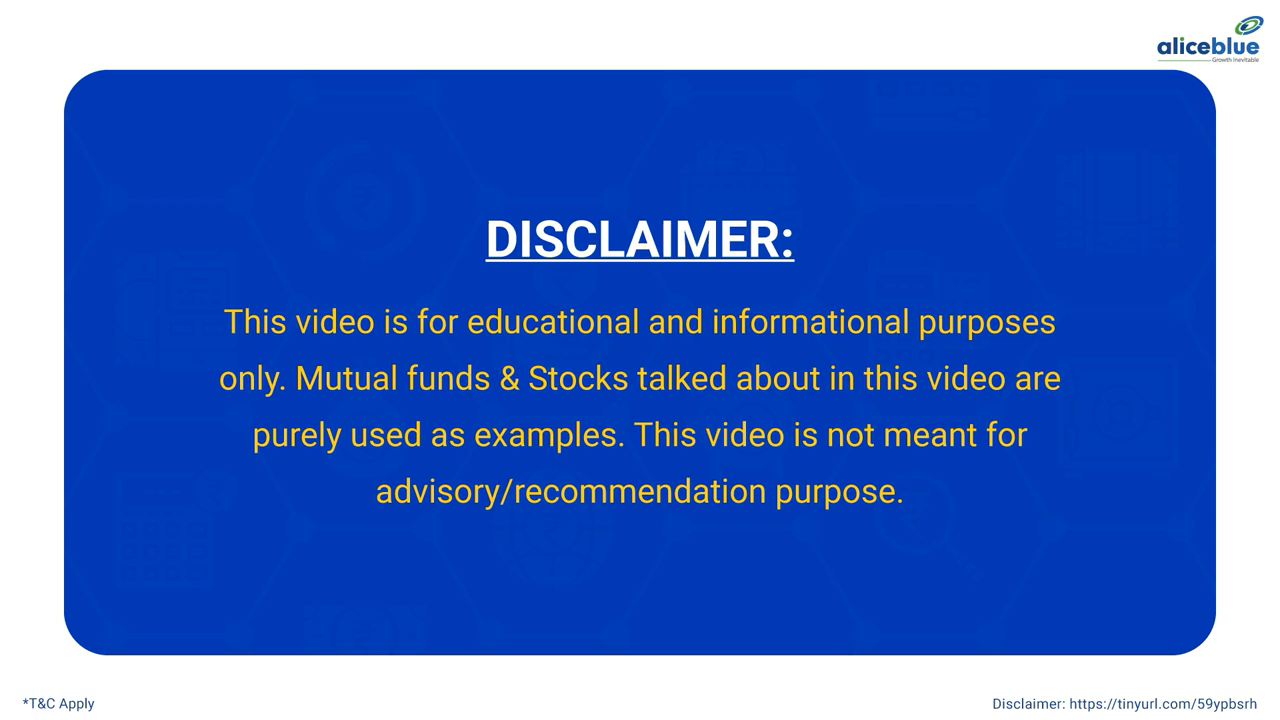 aliceblue
Growth Inevitable
DISCLAIMER:
This video is for educational and informational purposes
only. Mutual funds & Stocks talked about in this video are
purely used as examples. This video is not meant for
advisory/recommendation purpose.
*T&C Apply
Disclaimer: https://tinyurl.com/59ypbsrh